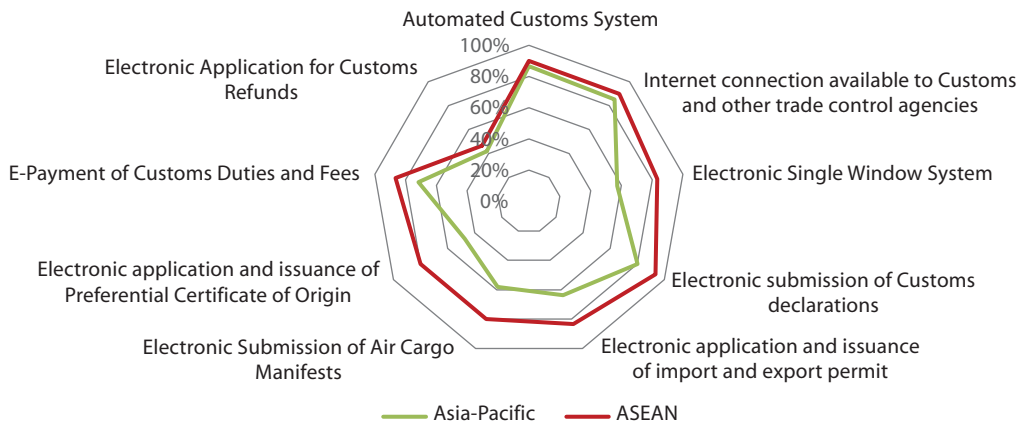 Automated Customs System
100%
80%
60%
40%
20%
0%
Internet connection available to Customs
and other trade control agencies
Electronic Single Window System
Electronic submission of Customs
declarations
Electronic application and issuance
of import and export permit
Electronic Submission of Air Cargo
Manifests
Electronic application and issuance of
Preferential Certificate of Origin
E-Payment of Customs Duties and Fees
Electronic Application for Customs
Refunds
Asia-Pacific
ASEAN